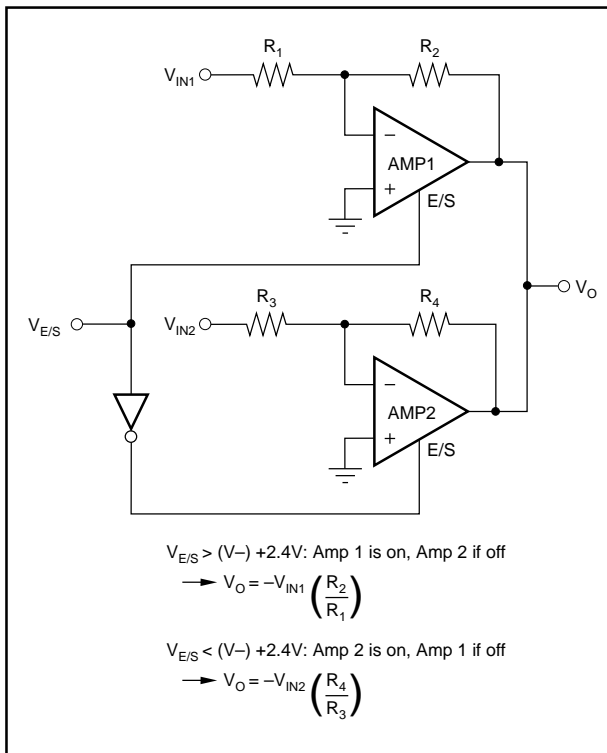 R1
R2
VIN1
−
AMP1
+
E/S
VO
R3
R4
VE/S
VIN2
−
AMP2
+
E/S
VE/S > (V–) +2.4V: Amp 1 is on, Amp 2 if off
VO = –VIN1 (R2/R1)
VE/S < (V–) +2.4V: Amp 2 is on, Amp 1 if off
VO = –VIN2 (R4/R3)